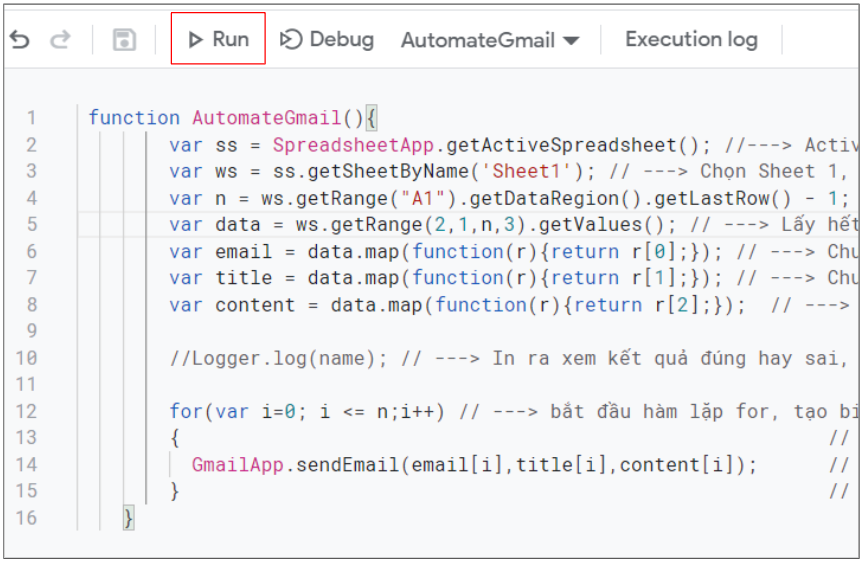 Run Debug AutomateGmail Execution log
1 function AutomateGmail(){
2 var ss = SpreadsheetApp.getActiveSpreadsheet(); //---> Activ
3 var ws = ss.getSheetByName('Sheet1'); // ---> Chọn Sheet 1,
4 var n = ws.getRange("A1").getDataRegion().getLastRow() - 1;
5 var data = ws.getRange(2,1,n,3).getValues(); // ---> Lấy hết
6 var email = data.map(function(r){return r[0];}); // ---> Chu
7 var title = data.map(function(r){return r[1];}); // ---> Chu
8 var content = data.map(function(r){return r[2];}); // --->
9
10 //Logger.log(name); // ---> In ra xem kết quả đúng hay sai,
11
12 for(var i=0; i <= n;i++) // ---> bắt đầu hàm lặp for, tạo bi
13 { //
14 GmailApp.sendEmail(email[i],title[i],content[i]); //
15 } //
16 }